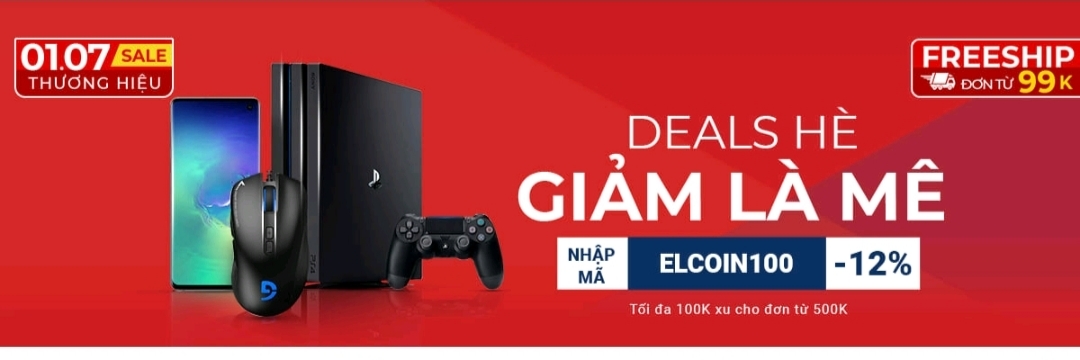 01.07 SALE
THƯƠNG HIỆU
FREESHIP
ĐƠN TỪ 99K
DEALS HÈ
GIẢM LÀ MÊ
NHẬP MÃ
ELCOIN100
-12%
Tối đa 100K xu cho đơn từ 500K
PS4